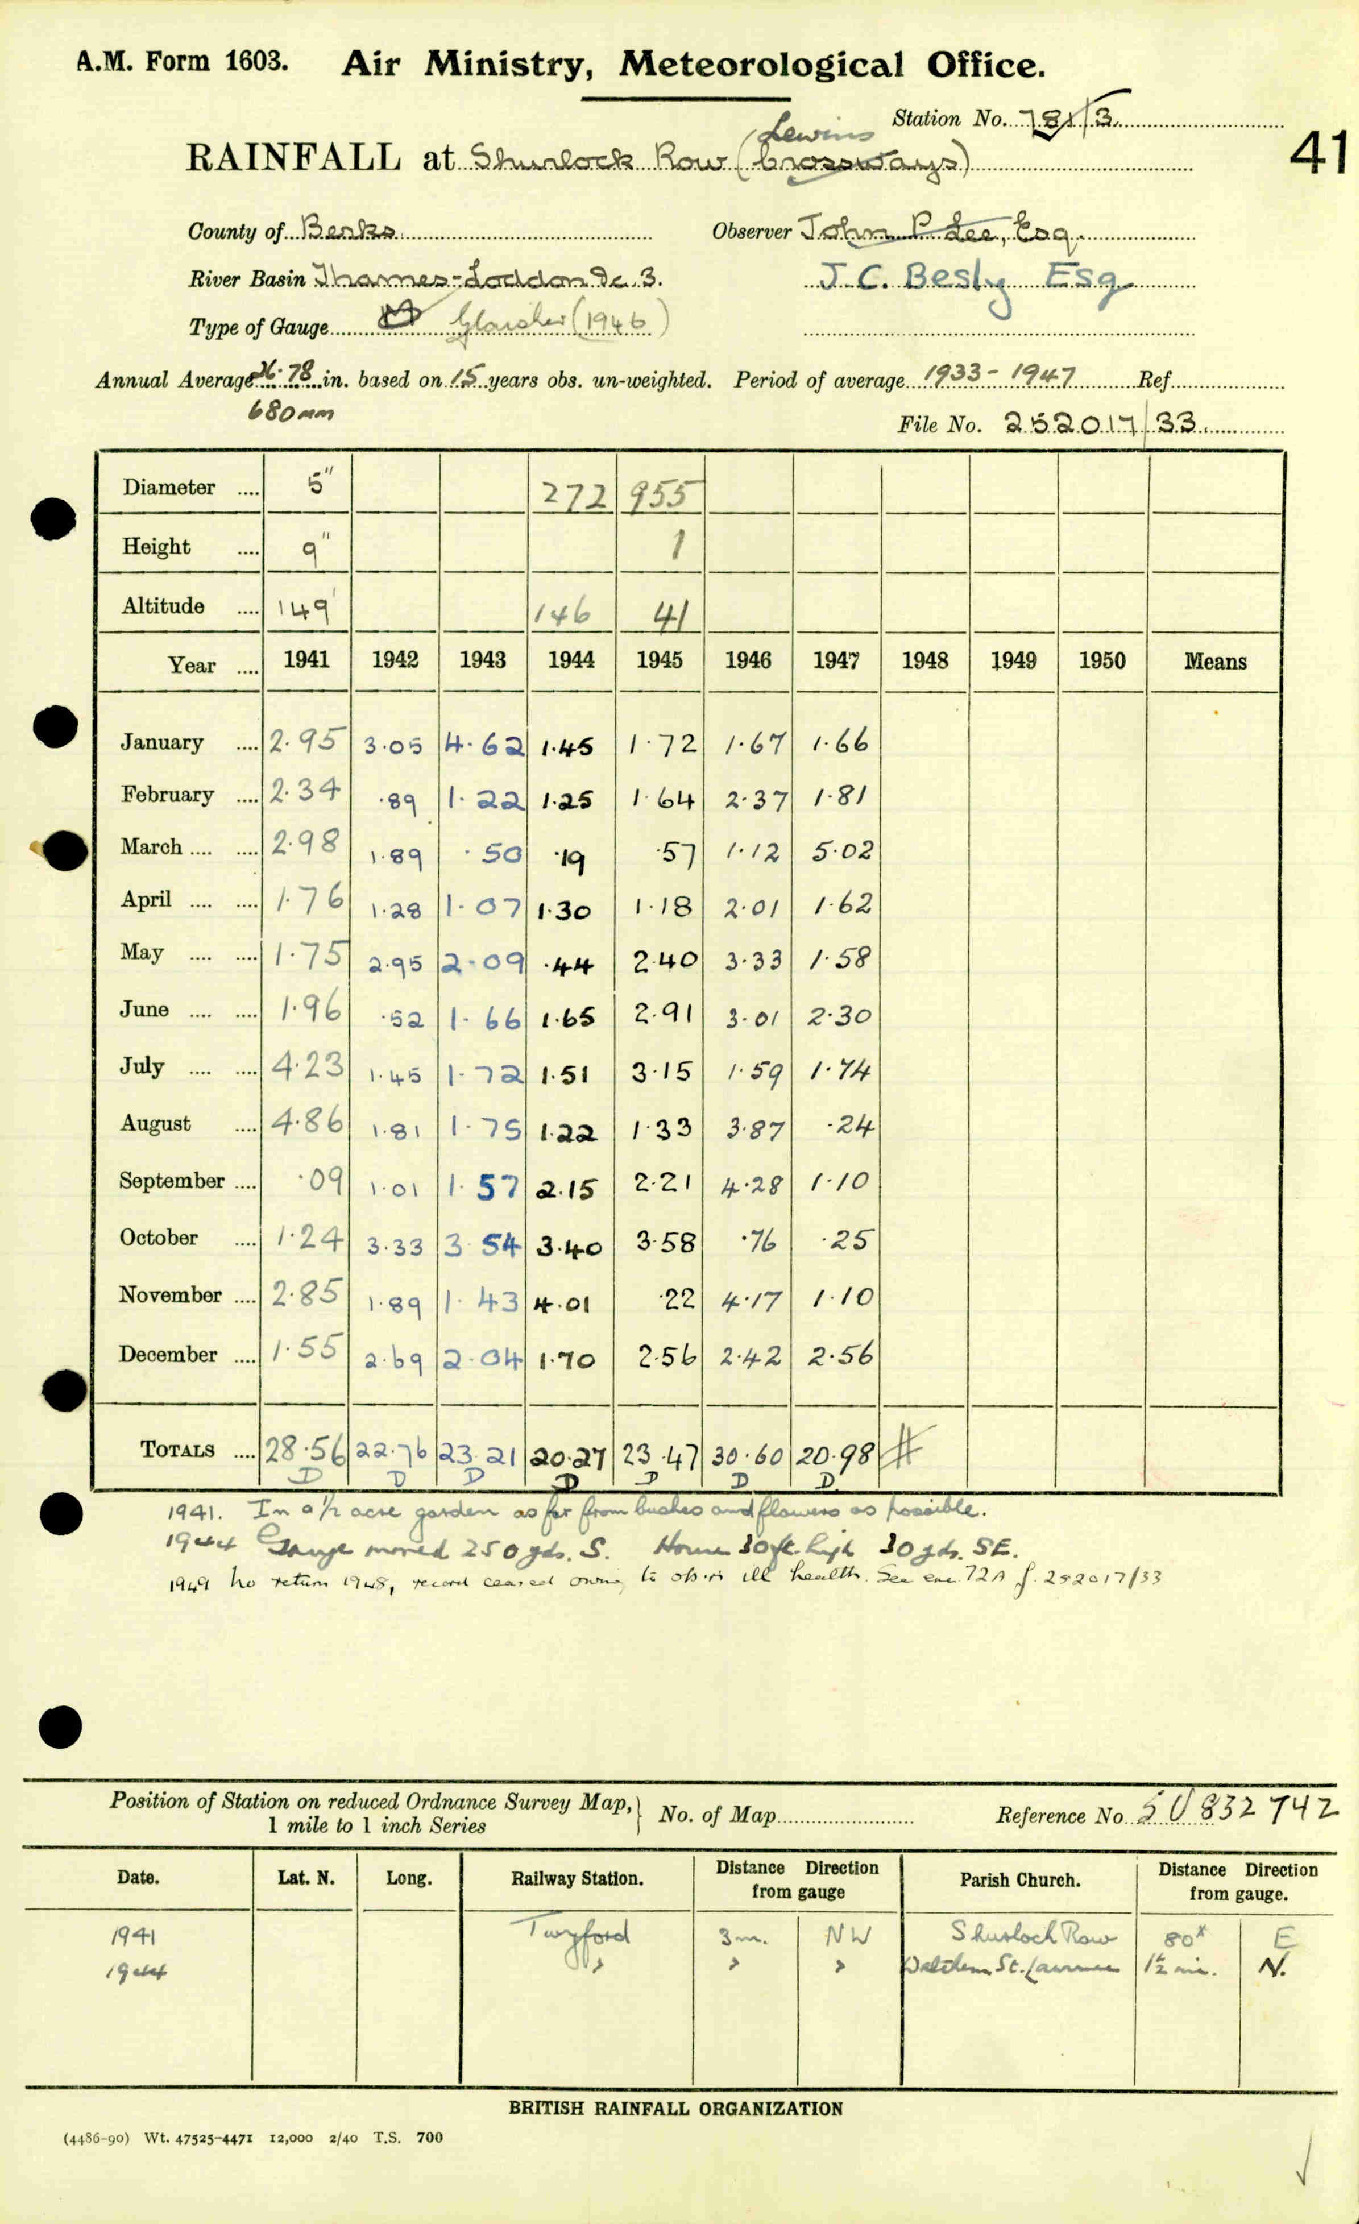 A.M. Form 1603. Air Ministry, Meteorological Office.
Station No. 781/3.
Lewins
RAINFALL at Shurlock Row (Crossways)
41
County of Berks. Observer John P. Lee, Esq.
River Basin Thames-Loddon &c. 3. J.C. Besly Esq
Type of Gauge M Glaisher (1946)
Annual Average 26.78 in. based on 15 years obs. un-weighted. Period of average 1933-1947 Ref.
680mm
File No. 252017/33.
Diameter .... 5" 272 955
Height .... 9" 1
Altitude .... 149' 146 41
Year .... 1941 1942 1943 1944 1945 1946 1947 1948 1949 1950 Means
January .... 2.95 3.05 4.62 1.45 1.72 1.67 1.66
February .... 2.34 .89 1.22 1.25 1.64 2.37 1.81
March .... .... 2.98 1.89 .50 .19 .57 1.12 5.02
April .... .... 1.76 1.28 1.07 1.30 1.18 2.01 1.62
May .... .... 1.75 2.95 2.09 .44 2.40 3.33 1.58
June .... .... 1.96 .52 1.66 1.65 2.91 3.01 2.30
July .... .... 4.23 1.45 1.72 1.51 3.15 1.59 1.74
August .... 4.86 1.81 1.75 1.22 1.33 3.87 .24
September .... .09 1.01 1.57 2.15 2.21 4.28 1.10
October .... 1.24 3.33 3.54 3.40 3.58 .76 .25
November .... 2.85 1.89 1.43 4.01 .22 4.17 1.10
December .... 1.55 2.69 2.04 1.70 2.56 2.42 2.56
TOTALS .... 28.56 22.76 23.21 20.27 23.47 30.60 20.98 #
D D D D D D D
1941. In a 1/2 acre garden as far from bushes and flowers as possible.
1944 Gauge moved 250 yds. S. House 30ft. high 30 yds. SE.
1949 No return 1948, record ceased owing to obsr's ill health. See enc. 72A f. 252017/33
Position of Station on reduced Ordnance Survey Map,
1 mile to 1 inch Series
No. of Map
Reference No. SU 832 742
Date. Lat. N. Long. Railway Station. Distance Direction from gauge Parish Church. Distance Direction from gauge.
1941 Twyford 3m. NW Shurlock Row 80x E
1944 " " " Waltham St. Lawrence 1½ mi. N.
BRITISH RAINFALL ORGANIZATION
(4486-90) Wt. 47525-4471 12,000 2/40 T.S. 700